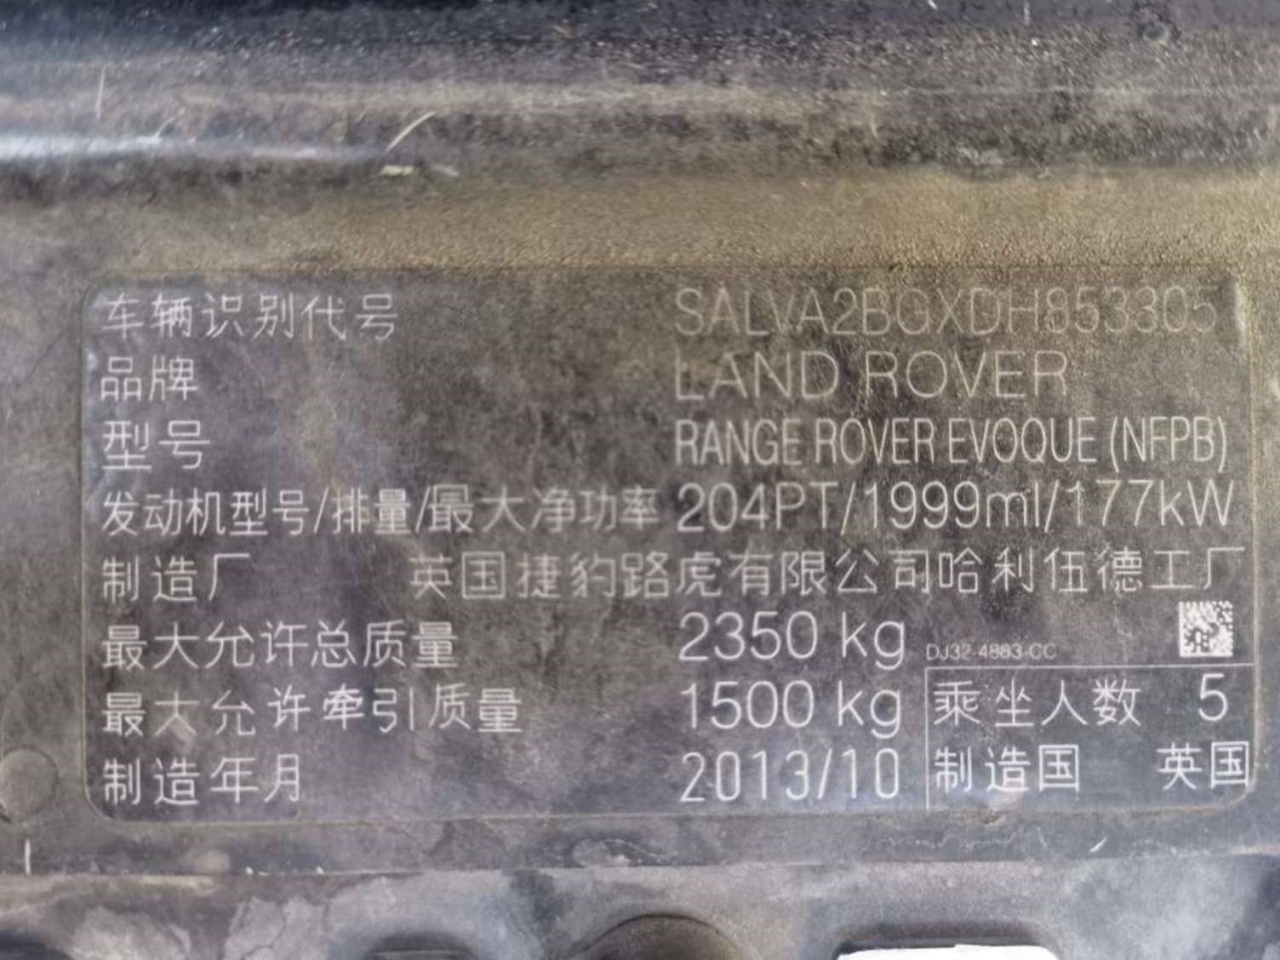 车辆识别代号 SALVA2BGXDH853305
品牌 LAND ROVER
型号 RANGE ROVER EVOQUE (NFPB)
发动机型号/排量/最大净功率 204PT/1999ml/177kW
制造厂 英国捷豹路虎有限公司哈利伍德工厂
最大允许总质量 2350 kg DJ32-4883-CC
最大允许牵引质量 1500 kg 乘坐人数 5
制造年月 2013/10 制造国 英国